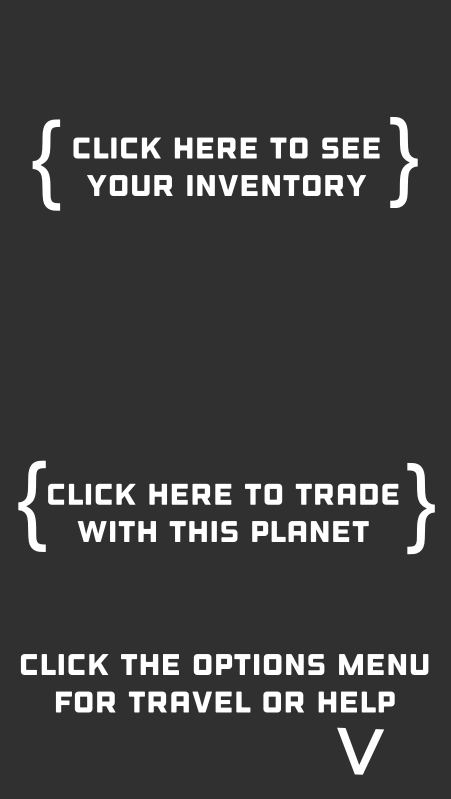 { CLICK HERE TO SEE }
YOUR INVENTORY
{ CLICK HERE TO TRADE }
WITH THIS PLANET
CLICK THE OPTIONS MENU
FOR TRAVEL OR HELP
V